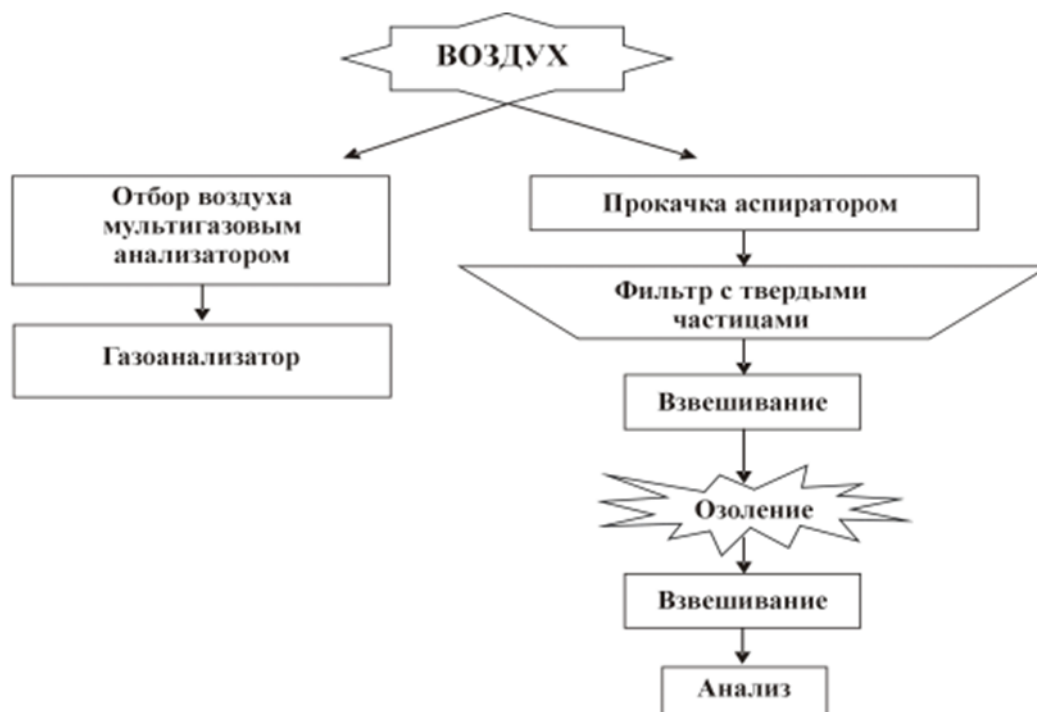 ВОЗДУХ
Отбор воздуха
мультигазовым
анализатором
Газоанализатор
Прокачка аспиратором
Фильтр с твердыми
частицами
Взвешивание
Озоление
Взвешивание
Анализ